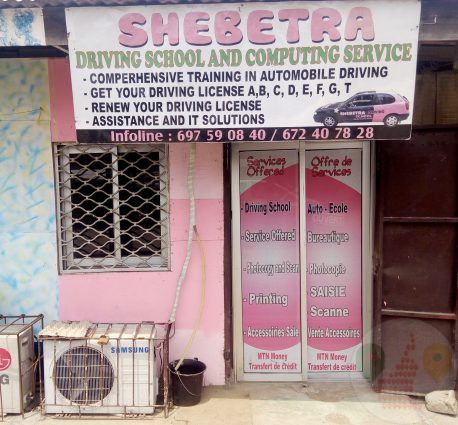 SHEBETRA
DRIVING SCHOOL AND COMPUTING SERVICE
- COMPERHENSIVE TRAINING IN AUTOMOBILE DRIVING
- GET YOUR DRIVING LICENSE A,B, C, D, E, F, G, T
- RENEW YOUR DRIVING LICENSE
- ASSISTANCE AND IT SOLUTIONS
SHEBETRA
Infoline : 697 59 08 40 / 672 40 78 28
Services
Offered
- Driving School
- Service Offered
- Photocopy and Scan
- Printing
- Accessoires Sale
MTN Money
Transfert de crédit
Offre de
Services
Auto - Ecole
Bureautique
- Photocopie
SAISIE
Scanne
Vente Accessoires
MTN Money
Transfert de crédit
SAMSUNG
LG